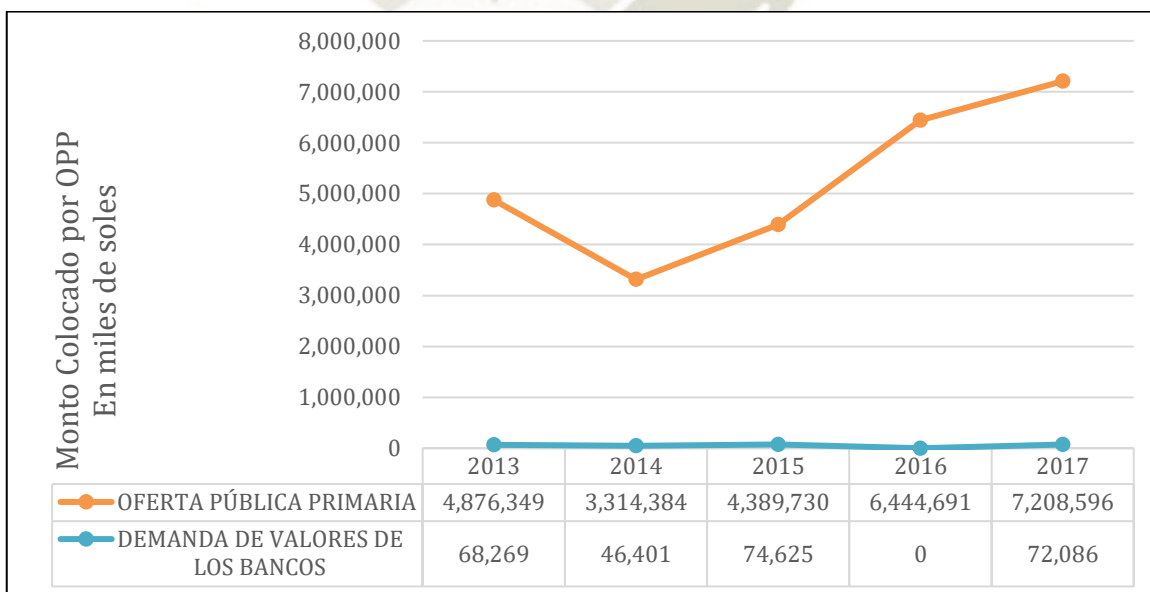 Monto Colocado por OPP
En miles de soles
8,000,000
7,000,000
6,000,000
5,000,000
4,000,000
3,000,000
2,000,000
1,000,000
0
2013 2014 2015 2016 2017
OFERTA PÚBLICA PRIMARIA 4,876,349 3,314,384 4,389,730 6,444,691 7,208,596
DEMANDA DE VALORES DE
LOS BANCOS 68,269 46,401 74,625 0 72,086